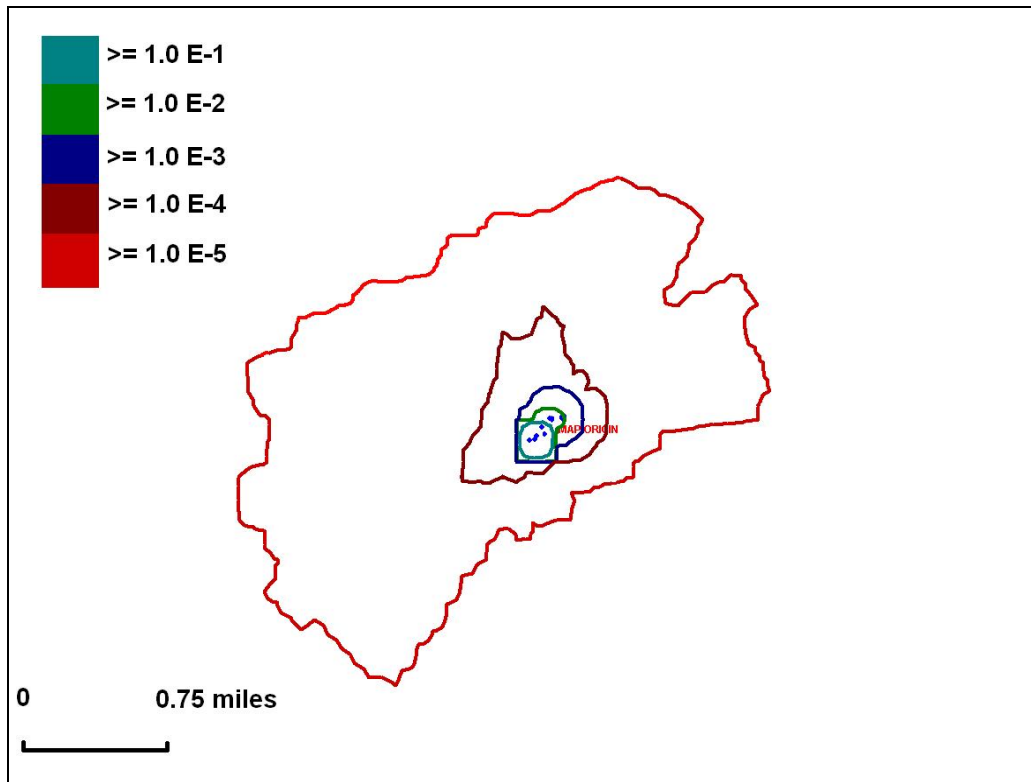 >= 1.0 E-1
>= 1.0 E-2
>= 1.0 E-3
>= 1.0 E-4
>= 1.0 E-5
MAP ORIGIN
0 0.75 miles